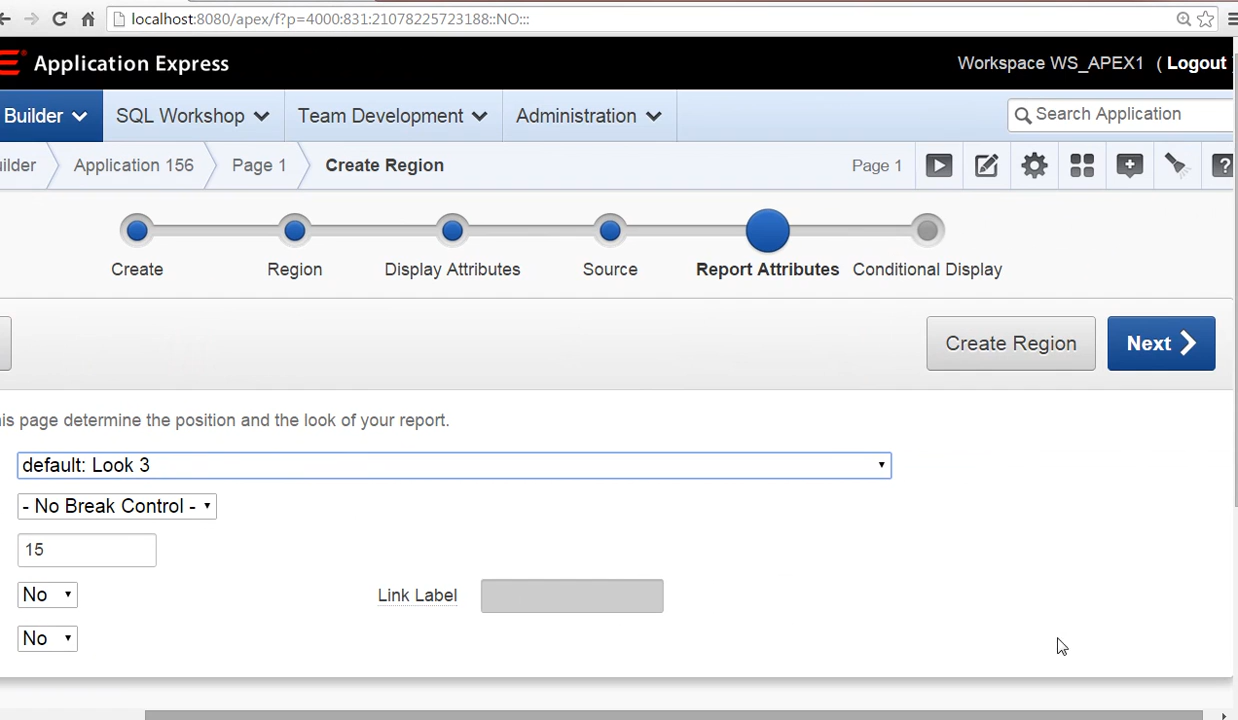 localhost:8080/apex/f?p=4000:831:21078225723188::NO:::
Application Express
Workspace WS_APEX1 ( Logout
Builder SQL Workshop Team Development Administration Search Application
uilder Application 156 Page 1 Create Region Page 1 ?
Create Region Display Attributes Source Report Attributes Conditional Display
Create Region Next
his page determine the position and the look of your report.
default: Look 3
- No Break Control -
15
No Link Label
No